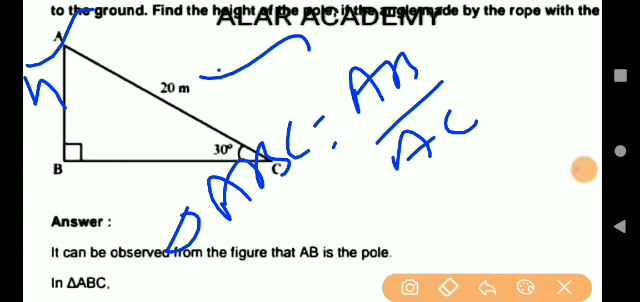 to the ground. Find the height of the pole, if the angle made by the rope with the
ALAR ACADEMY
A
20 m
30°
B
C
Δ ABC : AB
AC
Answer :
It can be observed from the figure that AB is the pole.
In ΔABC,